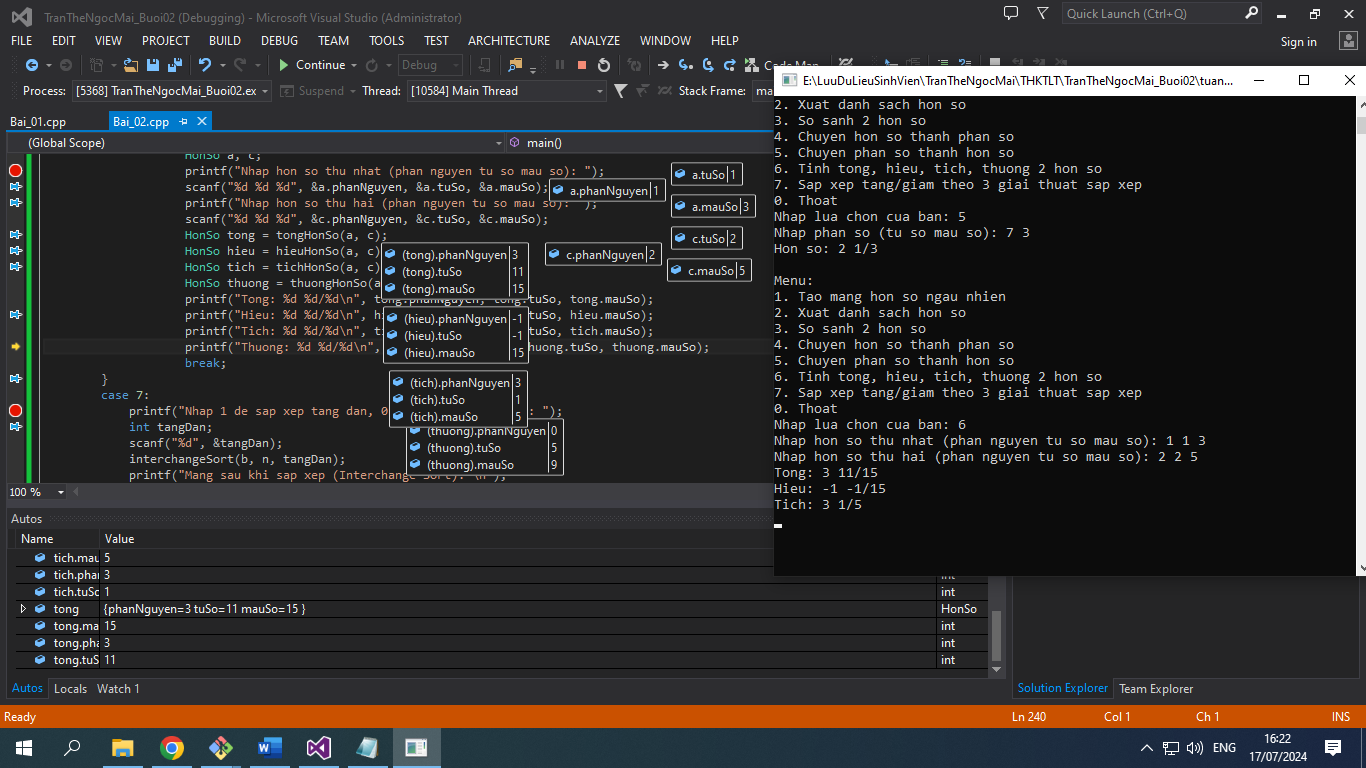 TranTheNgocMai_Buoi02 (Debugging) - Microsoft Visual Studio (Administrator)
Quick Launch (Ctrl+Q)
FILE EDIT VIEW PROJECT BUILD DEBUG TEAM TOOLS TEST ARCHITECTURE ANALYZE WINDOW HELP
Sign in
Continue Debug Code Map
Process: [5368] TranTheNgocMai_Buoi02.ex Suspend Thread: [10584] Main Thread Stack Frame: ma
Bai_01.cpp Bai_02.cpp
(Global Scope) main()
HonSo a, c;
printf("Nhap hon so thu nhat (phan nguyen tu so mau so): ");
scanf("%d %d %d", &a.phanNguyen, &a.tuSo, &a.mauSo);
printf("Nhap hon so thu hai (phan nguyen tu so mau so): ");
scanf("%d %d %d", &c.phanNguyen, &c.tuSo, &c.mauSo);
HonSo tong = tongHonSo(a, c);
HonSo hieu = hieuHonSo(a, c)
HonSo tich = tichHonSo(a, c)
HonSo thuong = thuongHonSo(a
printf("Tong: %d %d/%d\n", tong.phanNguyen, tong.tuSo, tong.mauSo);
printf("Hieu: %d %d/%d\n", hi tuSo, hieu.mauSo);
printf("Tich: %d %d/%d\n", ti tuSo, tich.mauSo);
printf("Thuong: %d %d/%d\n", huong.tuSo, thuong.mauSo);
break;
}
case 7:
printf("Nhap 1 de sap xep tang dan, 0 : ");
int tangDan;
scanf("%d", &tangDan);
interchangeSort(b, n, tangDan);
printf("Mang sau khi sap xep (Interchange Sort): \n");
a.tuSo 1
a.phanNguyen 1
a.mauSo 3
c.tuSo 2
c.phanNguyen 2
c.mauSo 5
(tong).phanNguyen 3
(tong).tuSo 11
(tong).mauSo 15
(hieu).phanNguyen -1
(hieu).tuSo -1
(hieu).mauSo 15
(tich).phanNguyen 3
(tich).tuSo 1
(tich).mauSo 5
(thuong).phanNguyen 0
(thuong).tuSo 5
(thuong).mauSo 9
100 %
Autos
Name Value
tich.mau 5
tich.phan 3 int
tich.tuSo 1 int
tong {phanNguyen=3 tuSo=11 mauSo=15 } HonSo
tong.ma 15 int
tong.pha 3 int
tong.tuS 11 int
Autos Locals Watch 1
Solution Explorer Team Explorer
E:\LuuDuLieuSinhVien\TranTheNgocMai\THKTLT\TranTheNgocMai_Buoi02\tuan...
2. Xuat danh sach hon so
3. So sanh 2 hon so
4. Chuyen hon so thanh phan so
5. Chuyen phan so thanh hon so
6. Tinh tong, hieu, tich, thuong 2 hon so
7. Sap xep tang/giam theo 3 giai thuat sap xep
0. Thoat
Nhap lua chon cua ban: 5
Nhap phan so (tu so mau so): 7 3
Hon so: 2 1/3
Menu:
1. Tao mang hon so ngau nhien
2. Xuat danh sach hon so
3. So sanh 2 hon so
4. Chuyen hon so thanh phan so
5. Chuyen phan so thanh hon so
6. Tinh tong, hieu, tich, thuong 2 hon so
7. Sap xep tang/giam theo 3 giai thuat sap xep
0. Thoat
Nhap lua chon cua ban: 6
Nhap hon so thu nhat (phan nguyen tu so mau so): 1 1 3
Nhap hon so thu hai (phan nguyen tu so mau so): 2 2 5
Tong: 3 11/15
Hieu: -1 -1/15
Tich: 3 1/5
Ready Ln 240 Col 1 Ch 1 INS
ENG
16:22
17/07/2024